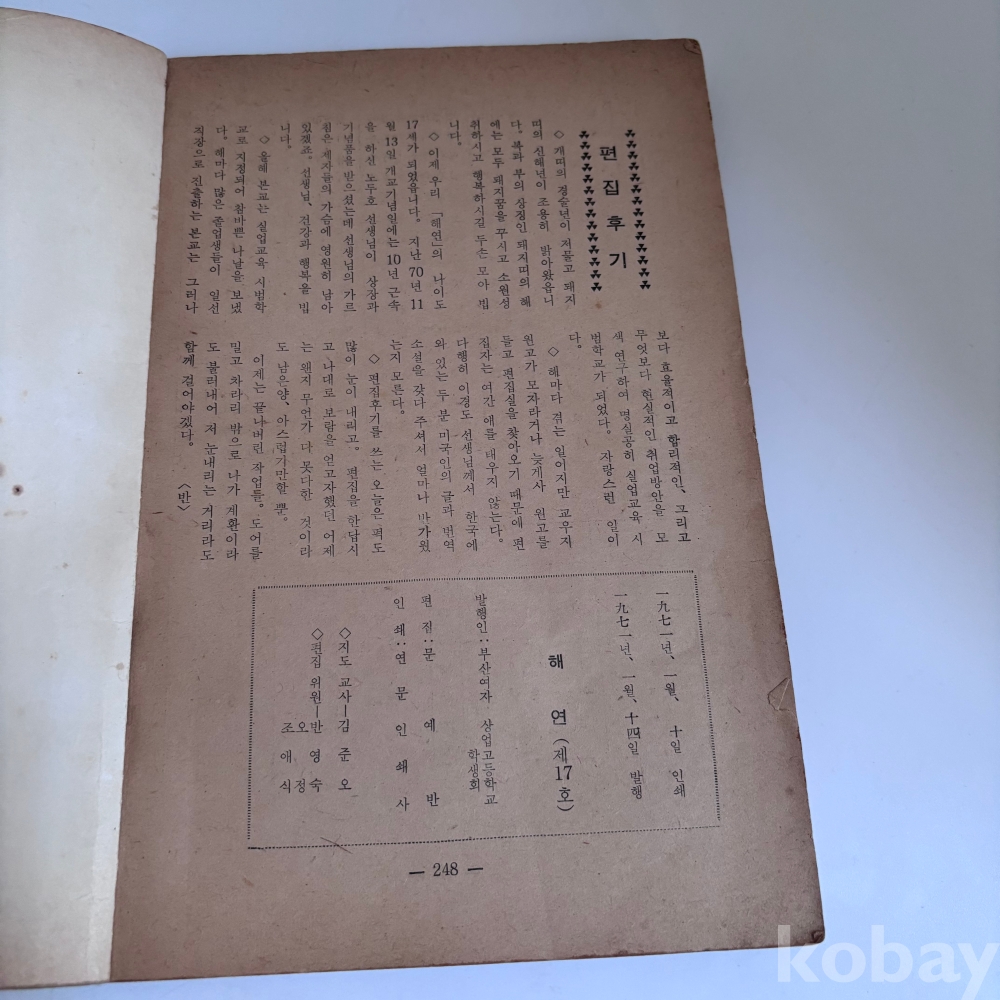 편집후기
◇개띠의 경술년이 저물고 돼지
띠의 신해년이 조용히 밝아왔읍니
다. 복과 부의 상징인 돼지띠의 해
에는 모두 돼지꿈을 꾸시고 소원성
취하시고 행복하시길 두손 모아 빕
니다.
◇이제 우리 「해연」의 나이도
17세가 되었읍니다. 지난 70년 11
월 13일 개교기념일에는 10년 근속
을 하신 노두호 선생님이 상장과
기념품을 받으셨는데 선생님의 가르
침은 제자들의 가슴에 영원히 남아
있겠죠. 선생님, 건강과 행복을 빕
니다.
◇올해 본교는 실업교육 시범학
교로 지정되어 참바쁜 나날을 보냈
다. 해마다 많은 졸업생들이 일선
직장으로 진출하는 본교는 그러나
보다 효율적이고 합리적인、그리고
무엇보다 현실적인 취업방안을 모
색 연구하여 명실공히 실업교육 시
범학교가 되었다. 자랑스런 일이
다.
◇해마다 겪는 일이지만 교우지
원고가 모자라거나 늦게사 원고를
들고 편집실을 찾아오기 때문에 편
집자는 여간 애를 태우지 않는다.
다행히 이경도 선생님께서 한국에
와 있는 두 분 미국인의 글과 번역
소설을 갖다 주셔서 얼마나 반가웠
는지 모른다.
◇편집후기를 쓰는 오늘은 퍽도
많이 눈이 내리고. 편집을 한답시
고 나대로 보람을 얻고자했던 어제
는 왠지 무언가 다 못다한 것이라
도 남은양、아스럽기만할 뿐.
이제는 끝나버린 작업들. 도어를
밀고 차라리 밖으로 나가 계환이라
도 불러내어 저 눈내리는 거리라도
함께 걸어야겠다. 〈반〉
一九七一년、一월、十일 인쇄
一九七一년、一월、十四일 발행
해연 (제17호)
발행인:부산여자 상업고등학교
학생회
편집:문예반
인쇄:연문인쇄사
◇지도 교사—김준오
◇편집 위원—반영숙
오정
조애식
— 248 —
kobay